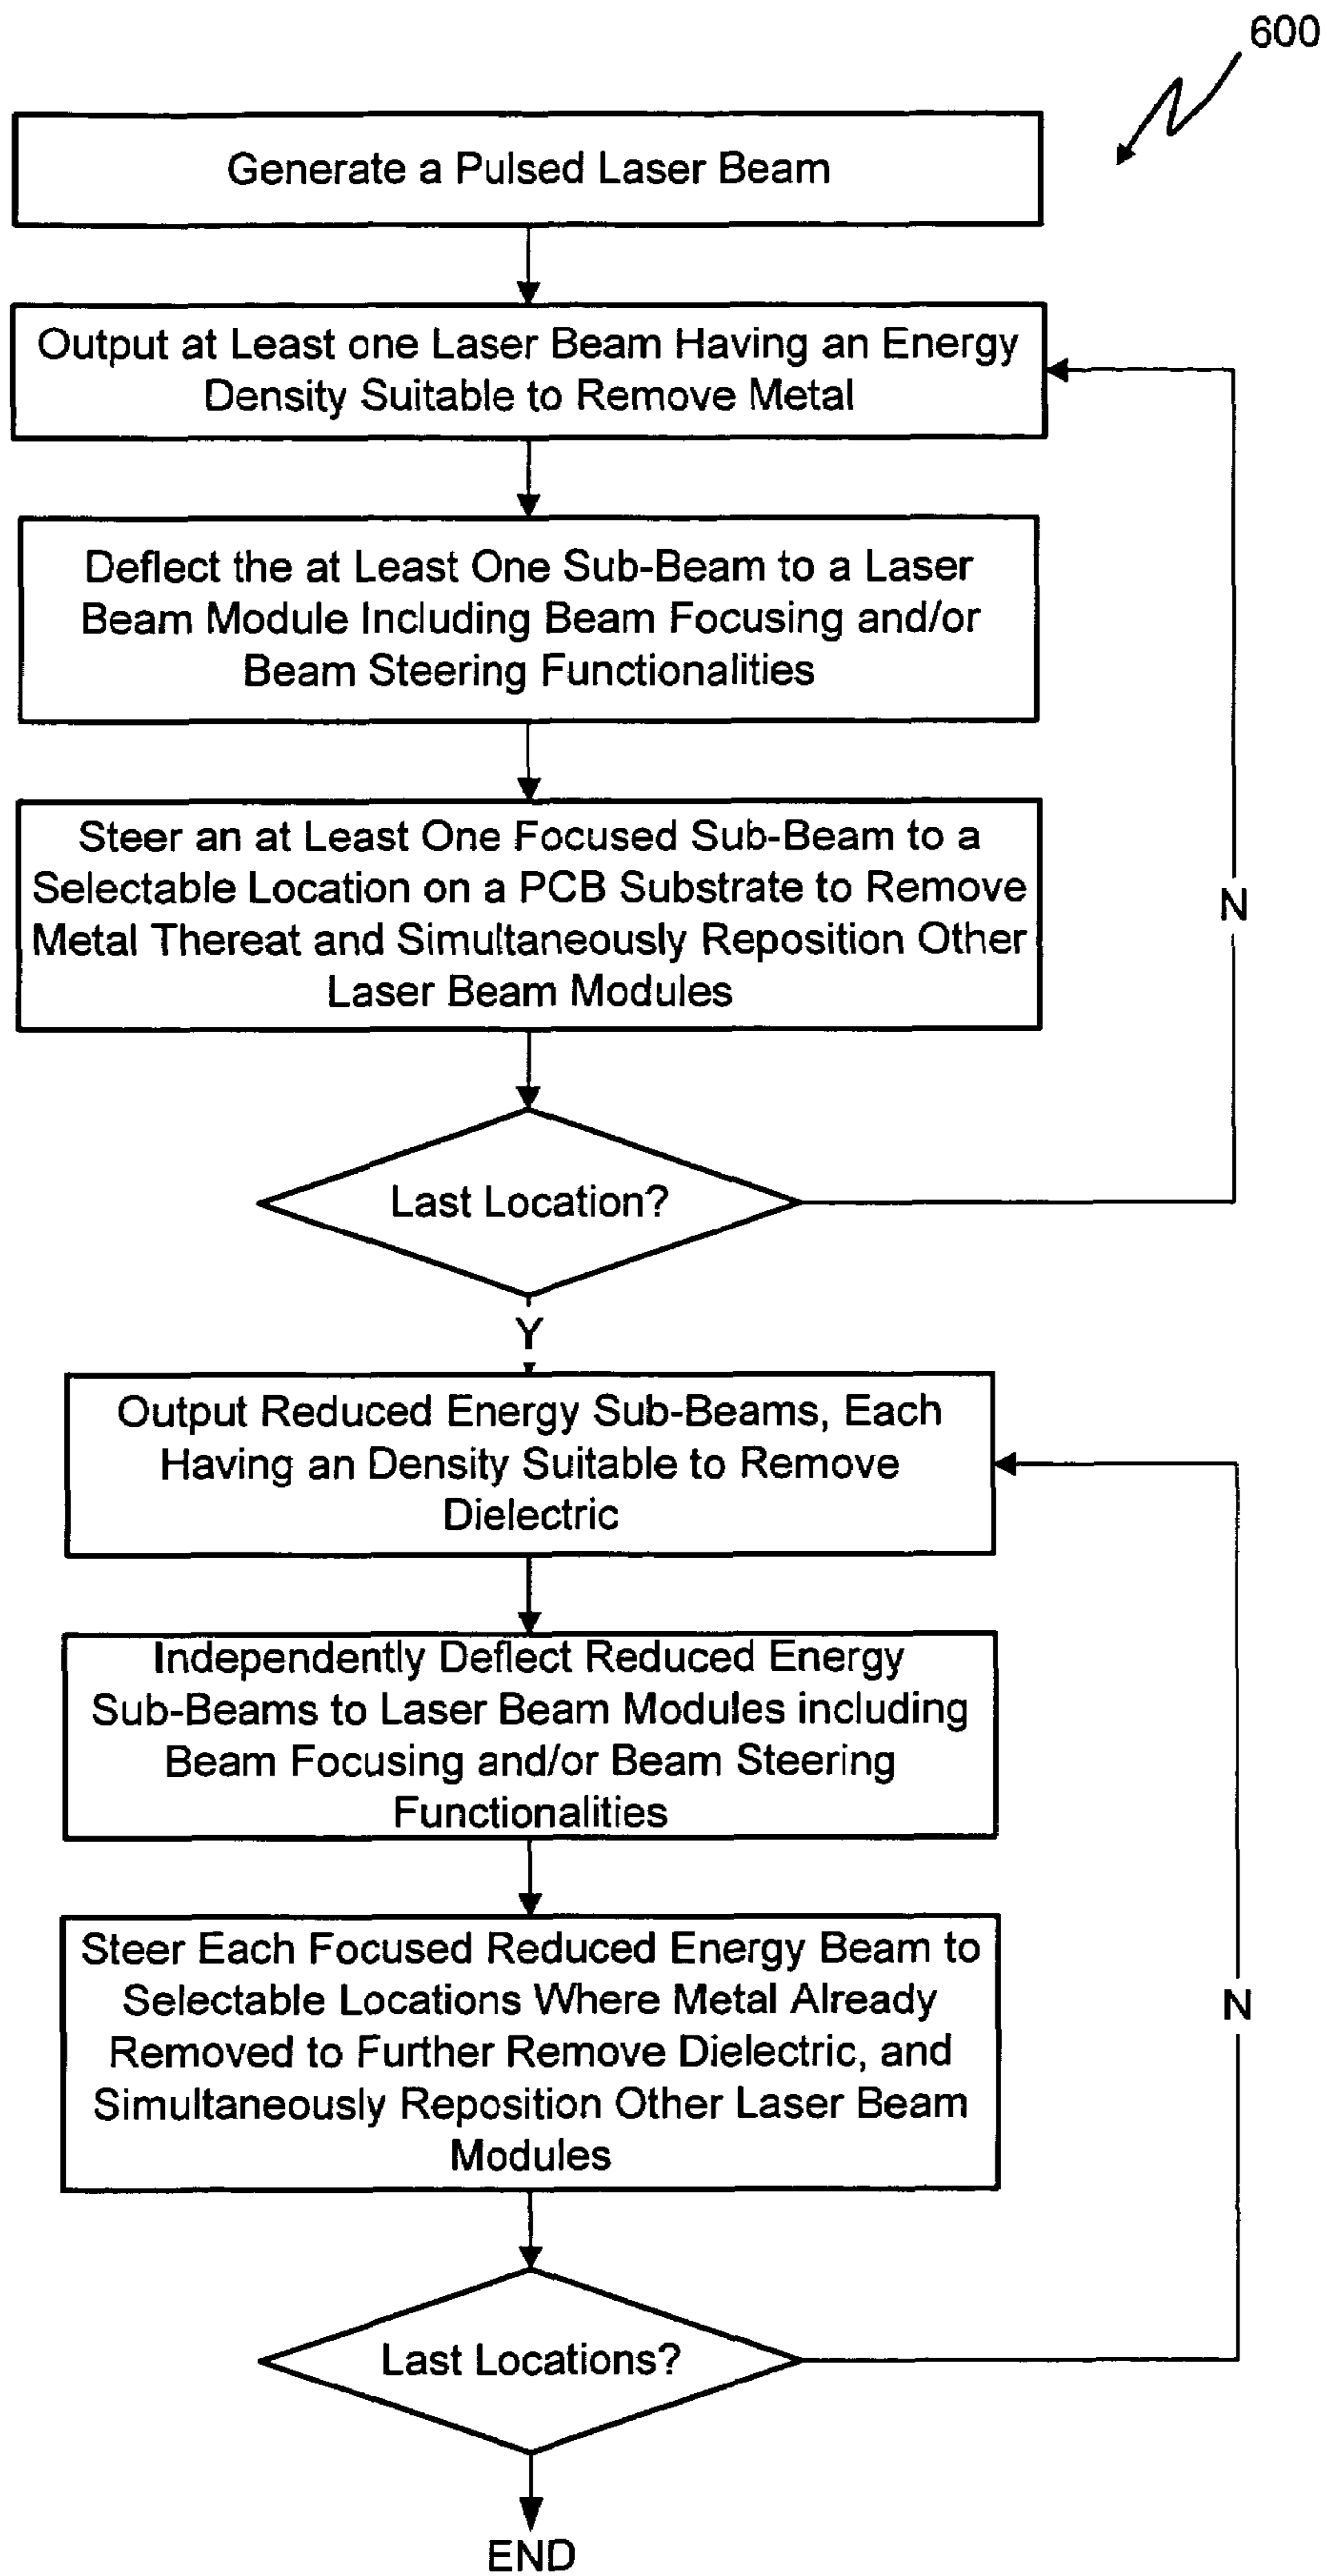 600
Generate a Pulsed Laser Beam
Output at Least one Laser Beam Having an Energy
Density Suitable to Remove Metal
Deflect the at Least One Sub-Beam to a Laser
Beam Module Including Beam Focusing and/or
Beam Steering Functionalities
Steer an at Least One Focused Sub-Beam to a
Selectable Location on a PCB Substrate to Remove
Metal Thereat and Simultaneously Reposition Other
Laser Beam Modules
N
Last Location?
Y
Output Reduced Energy Sub-Beams, Each
Having an Density Suitable to Remove
Dielectric
Independently Deflect Reduced Energy
Sub-Beams to Laser Beam Modules including
Beam Focusing and/or Beam Steering
Functionalities
Steer Each Focused Reduced Energy Beam to
Selectable Locations Where Metal Already
Removed to Further Remove Dielectric, and
Simultaneously Reposition Other Laser Beam
Modules
N
Last Locations?
END